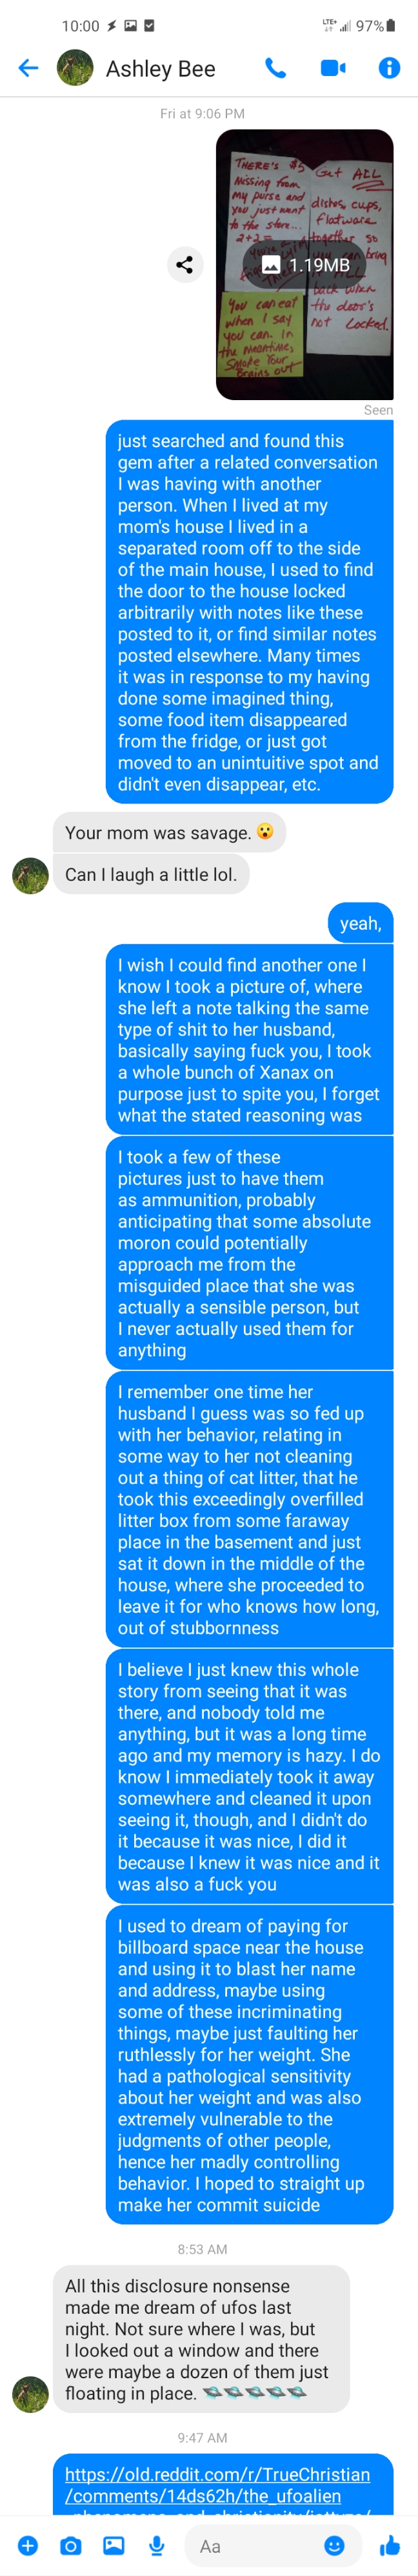 10:00
LTE+ 97%
Ashley Bee
Fri at 9:06 PM
THERE'S $5
Missing from
my purse and
you just went
to the store...
2+2=
Get ALL
dishes, cups,
flatware
together so
bring
back when
the door's
not locked.
You can eat
when I say
you can. In
the meantime,
Smoke Your
Brains out
1.19MB
Seen
just searched and found this
gem after a related conversation
I was having with another
person. When I lived at my
mom's house I lived in a
separated room off to the side
of the main house, I used to find
the door to the house locked
arbitrarily with notes like these
posted to it, or find similar notes
posted elsewhere. Many times
it was in response to my having
done some imagined thing,
some food item disappeared
from the fridge, or just got
moved to an unintuitive spot and
didn't even disappear, etc.
Your mom was savage. 😮
Can I laugh a little lol.
yeah,
I wish I could find another one I
know I took a picture of, where
she left a note talking the same
type of shit to her husband,
basically saying fuck you, I took
a whole bunch of Xanax on
purpose just to spite you, I forget
what the stated reasoning was
I took a few of these
pictures just to have them
as ammunition, probably
anticipating that some absolute
moron could potentially
approach me from the
misguided place that she was
actually a sensible person, but
I never actually used them for
anything
I remember one time her
husband I guess was so fed up
with her behavior, relating in
some way to her not cleaning
out a thing of cat litter, that he
took this exceedingly overfilled
litter box from some faraway
place in the basement and just
sat it down in the middle of the
house, where she proceeded to
leave it for who knows how long,
out of stubbornness
I believe I just knew this whole
story from seeing that it was
there, and nobody told me
anything, but it was a long time
ago and my memory is hazy. I do
know I immediately took it away
somewhere and cleaned it upon
seeing it, though, and I didn't do
it because it was nice, I did it
because I knew it was nice and it
was also a fuck you
I used to dream of paying for
billboard space near the house
and using it to blast her name
and address, maybe using
some of these incriminating
things, maybe just faulting her
ruthlessly for her weight. She
had a pathological sensitivity
about her weight and was also
extremely vulnerable to the
judgments of other people,
hence her madly controlling
behavior. I hoped to straight up
make her commit suicide
8:53 AM
All this disclosure nonsense
made me dream of ufos last
night. Not sure where I was, but
I looked out a window and there
were maybe a dozen of them just
floating in place. 🛸🛸🛸🛸🛸
9:47 AM
https://old.reddit.com/r/TrueChristian
/comments/14ds62h/the_ufoalien
Aa